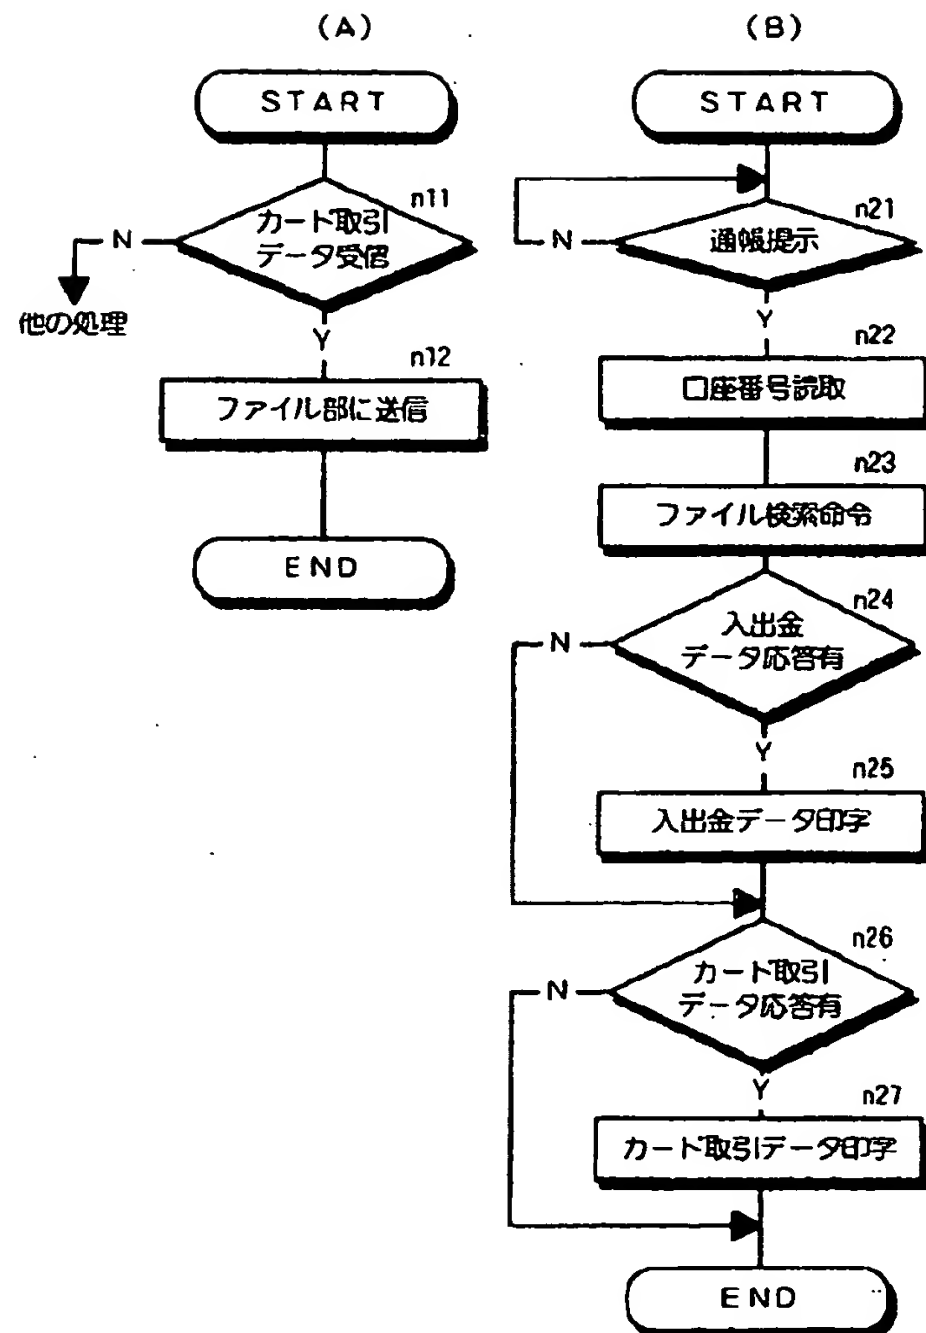 (A)
START
n11
カード取引
データ受信
N
他の処理
Y
n12
ファイル部に送信
END
(B)
START
n21
通帳提示
N
Y
n22
口座番号読取
n23
ファイル検索命令
n24
入出金
データ応答有
N
Y
n25
入出金データ印字
n26
カード取引
データ応答有
N
Y
n27
カード取引データ印字
END